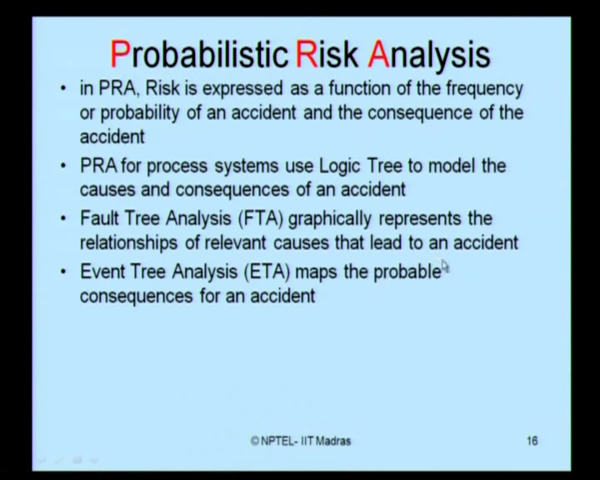 Probabilistic Risk Analysis
• in PRA, Risk is expressed as a function of the frequency
or probability of an accident and the consequence of the
accident
• PRA for process systems use Logic Tree to model the
causes and consequences of an accident
• Fault Tree Analysis (FTA) graphically represents the
relationships of relevant causes that lead to an accident
• Event Tree Analysis (ETA) maps the probable
consequences for an accident
© NPTEL- IIT Madras
16